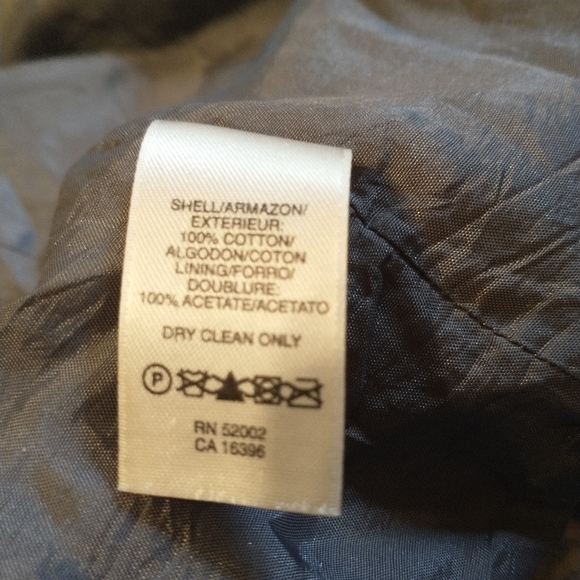 SHELL/ARMAZON/
EXTERIEUR:
100% COTTON/
ALGODON/COTON
LINING/FORRO/
DOUBLURE:
100% ACETATE/ACETATO
DRY CLEAN ONLY
P
RN 52002
CA 16396